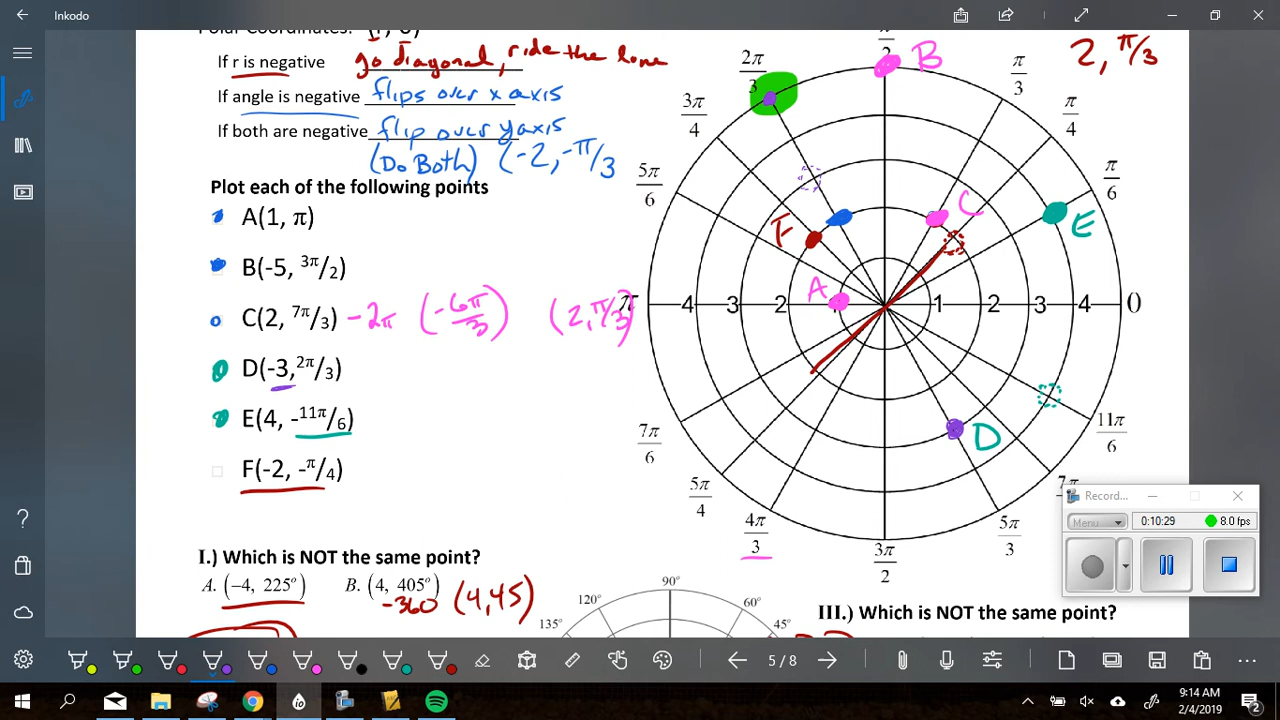 Inkodo
Polar Coordinates: (r, θ)
If r is negative go diagonal, ride the line
If angle is negative flips over x axis
If both are negative flip over y axis
(Do Both) (-2, -π/3
Plot each of the following points
A(1, π)
B(-5, 3π/2)
C(2, 7π/3) -2π (-6π/3) (2, π/3)
D(-3, 2π/3)
E(4, -11π/6)
F(-2, -π/4)
I.) Which is NOT the same point?
A. (−4, 225°) B. (4, 405°)
-360 (4,45)
2, π/3
π/2
B
2π/3
π/3
3π/4
π/4
5π/6
π/6
C
F
E
A
π 4 3 2 1 2 3 4 0
D
7π/6
11π/6
5π/4
4π/3
3π/2
5π/3
90°
120° 60°
135° 45°
III.) Which is NOT the same point?
Record...
Menu
0:10:29
8.0 fps
5 / 8
9:14 AM
2/4/2019
2